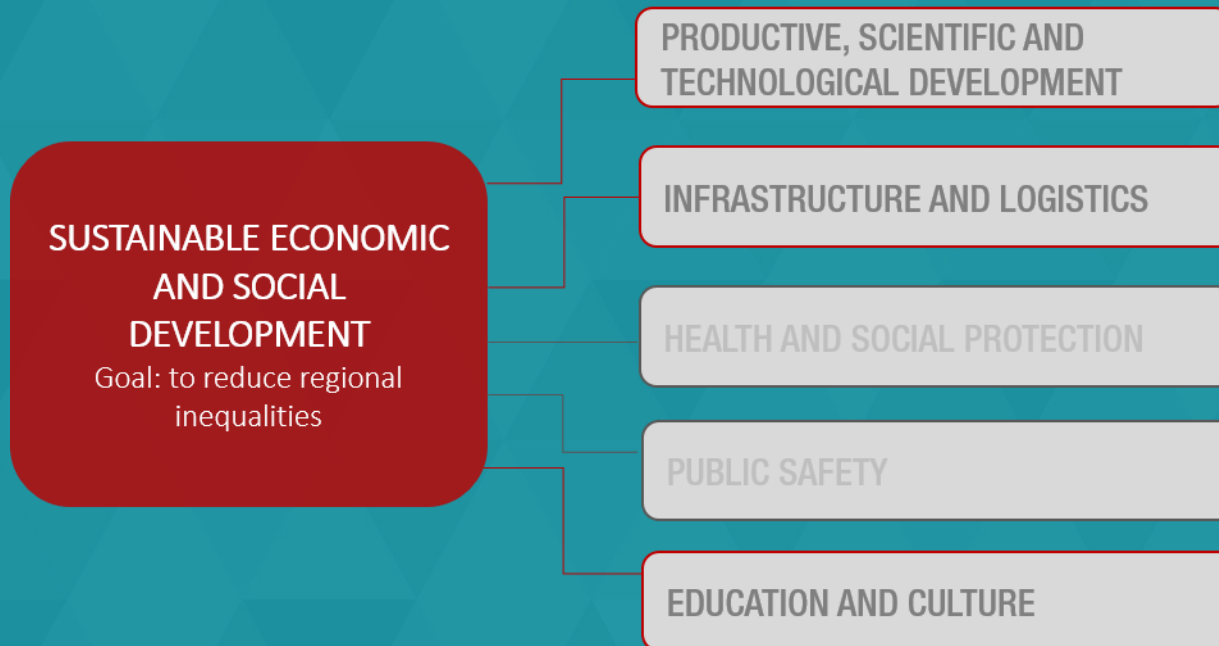 SUSTAINABLE ECONOMIC
AND SOCIAL
DEVELOPMENT
Goal: to reduce regional
inequalities
PRODUCTIVE, SCIENTIFIC AND
TECHNOLOGICAL DEVELOPMENT
INFRASTRUCTURE AND LOGISTICS
HEALTH AND SOCIAL PROTECTION
PUBLIC SAFETY
EDUCATION AND CULTURE